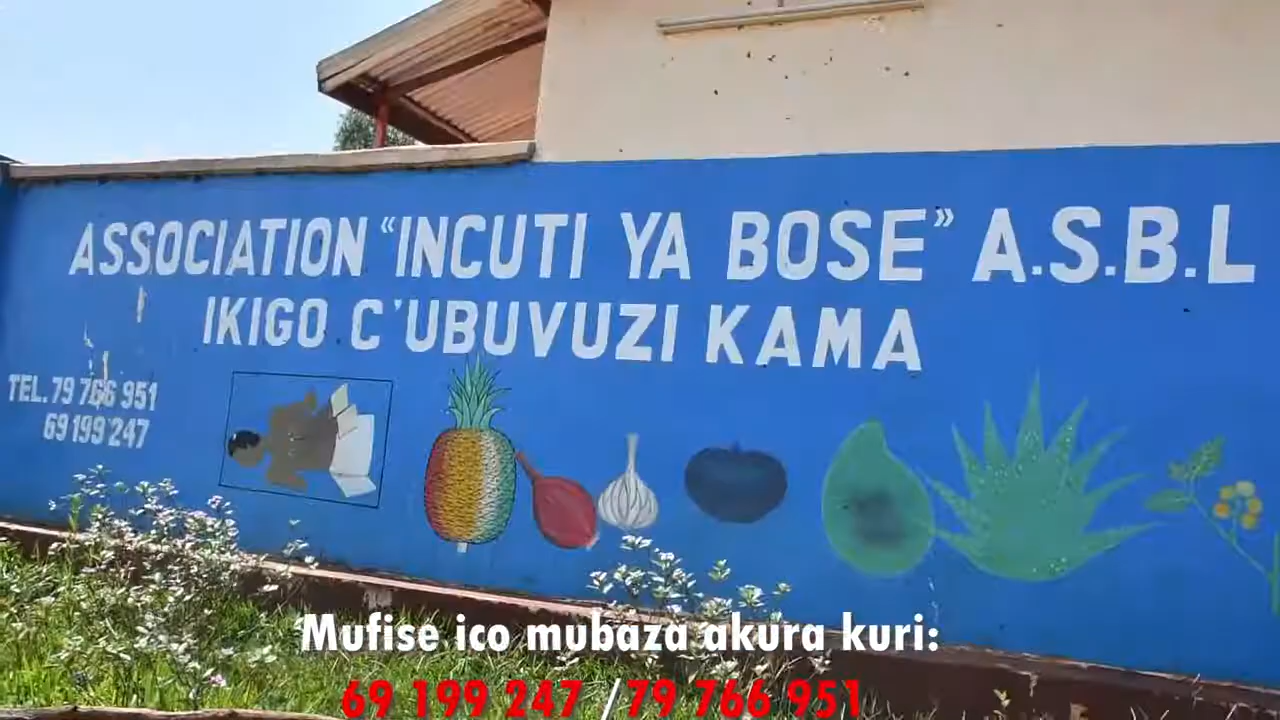 ASSOCIATION “INCUTI YA BOSE” A.S.B.L
IKIGO C'UBUVUZI KAMA
TEL. 79 766 951
69 199 247
Mufise ico mubaza akura kuri:
69 199 247 /79 766 951